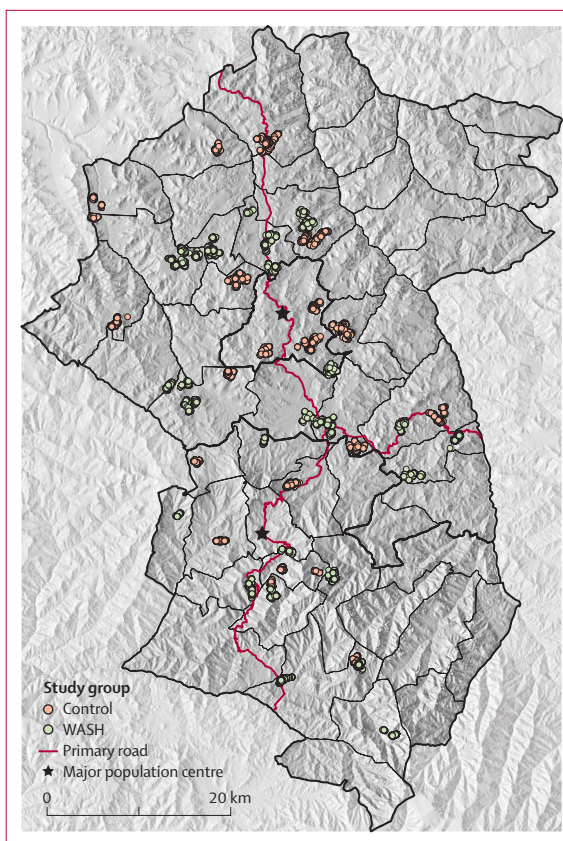 Study group
Control
WASH
Primary road
Major population centre
0 20 km